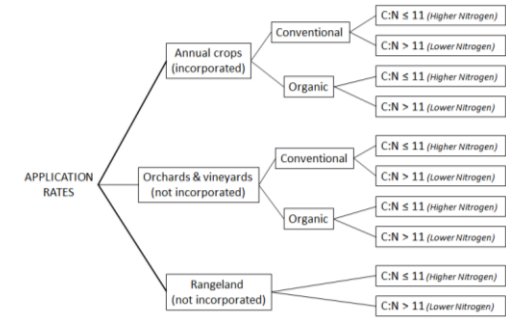 C:N ≤ 11 (Higher Nitrogen)
Conventional
C:N > 11 (Lower Nitrogen)
Annual crops
(incorporated)
C:N ≤ 11 (Higher Nitrogen)
Organic
C:N > 11 (Lower Nitrogen)
C:N ≤ 11 (Higher Nitrogen)
Conventional
C:N > 11 (Lower Nitrogen)
APPLICATION
RATES
Orchards & vineyards
(not incorporated)
C:N ≤ 11 (Higher Nitrogen)
Organic
C:N > 11 (Lower Nitrogen)
C:N ≤ 11 (Higher Nitrogen)
Rangeland
(not incorporated)
C:N > 11 (Lower Nitrogen)